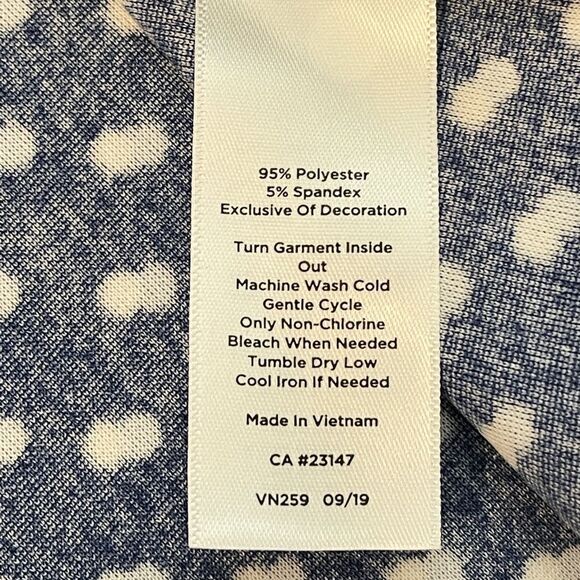 95% Polyester
5% Spandex
Exclusive Of Decoration
Turn Garment Inside
Out
Machine Wash Cold
Gentle Cycle
Only Non-Chlorine
Bleach When Needed
Tumble Dry Low
Cool Iron If Needed
Made In Vietnam
CA #23147
VN259 09/19